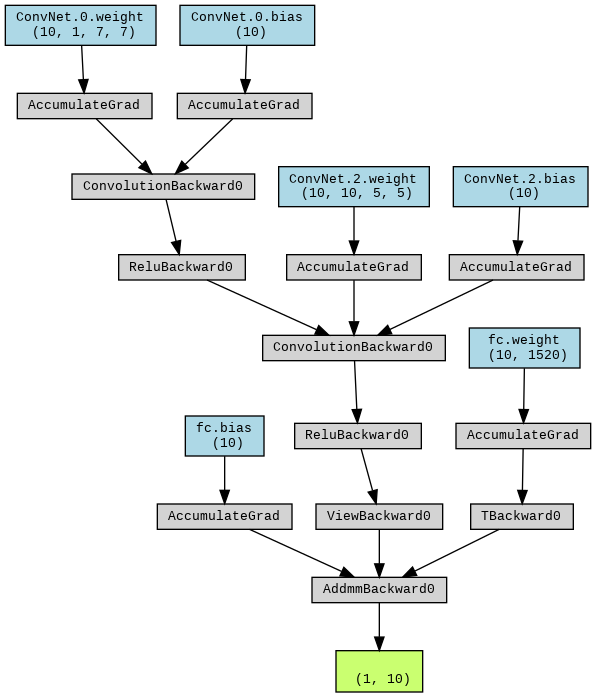 ConvNet.0.weight
(10, 1, 7, 7)
ConvNet.0.bias
(10)
AccumulateGrad
AccumulateGrad
ConvolutionBackward0
ConvNet.2.weight
(10, 10, 5, 5)
ConvNet.2.bias
(10)
ReluBackward0
AccumulateGrad
AccumulateGrad
ConvolutionBackward0
fc.weight
(10, 1520)
fc.bias
(10)
ReluBackward0
AccumulateGrad
AccumulateGrad
ViewBackward0
TBackward0
AddmmBackward0
(1, 10)